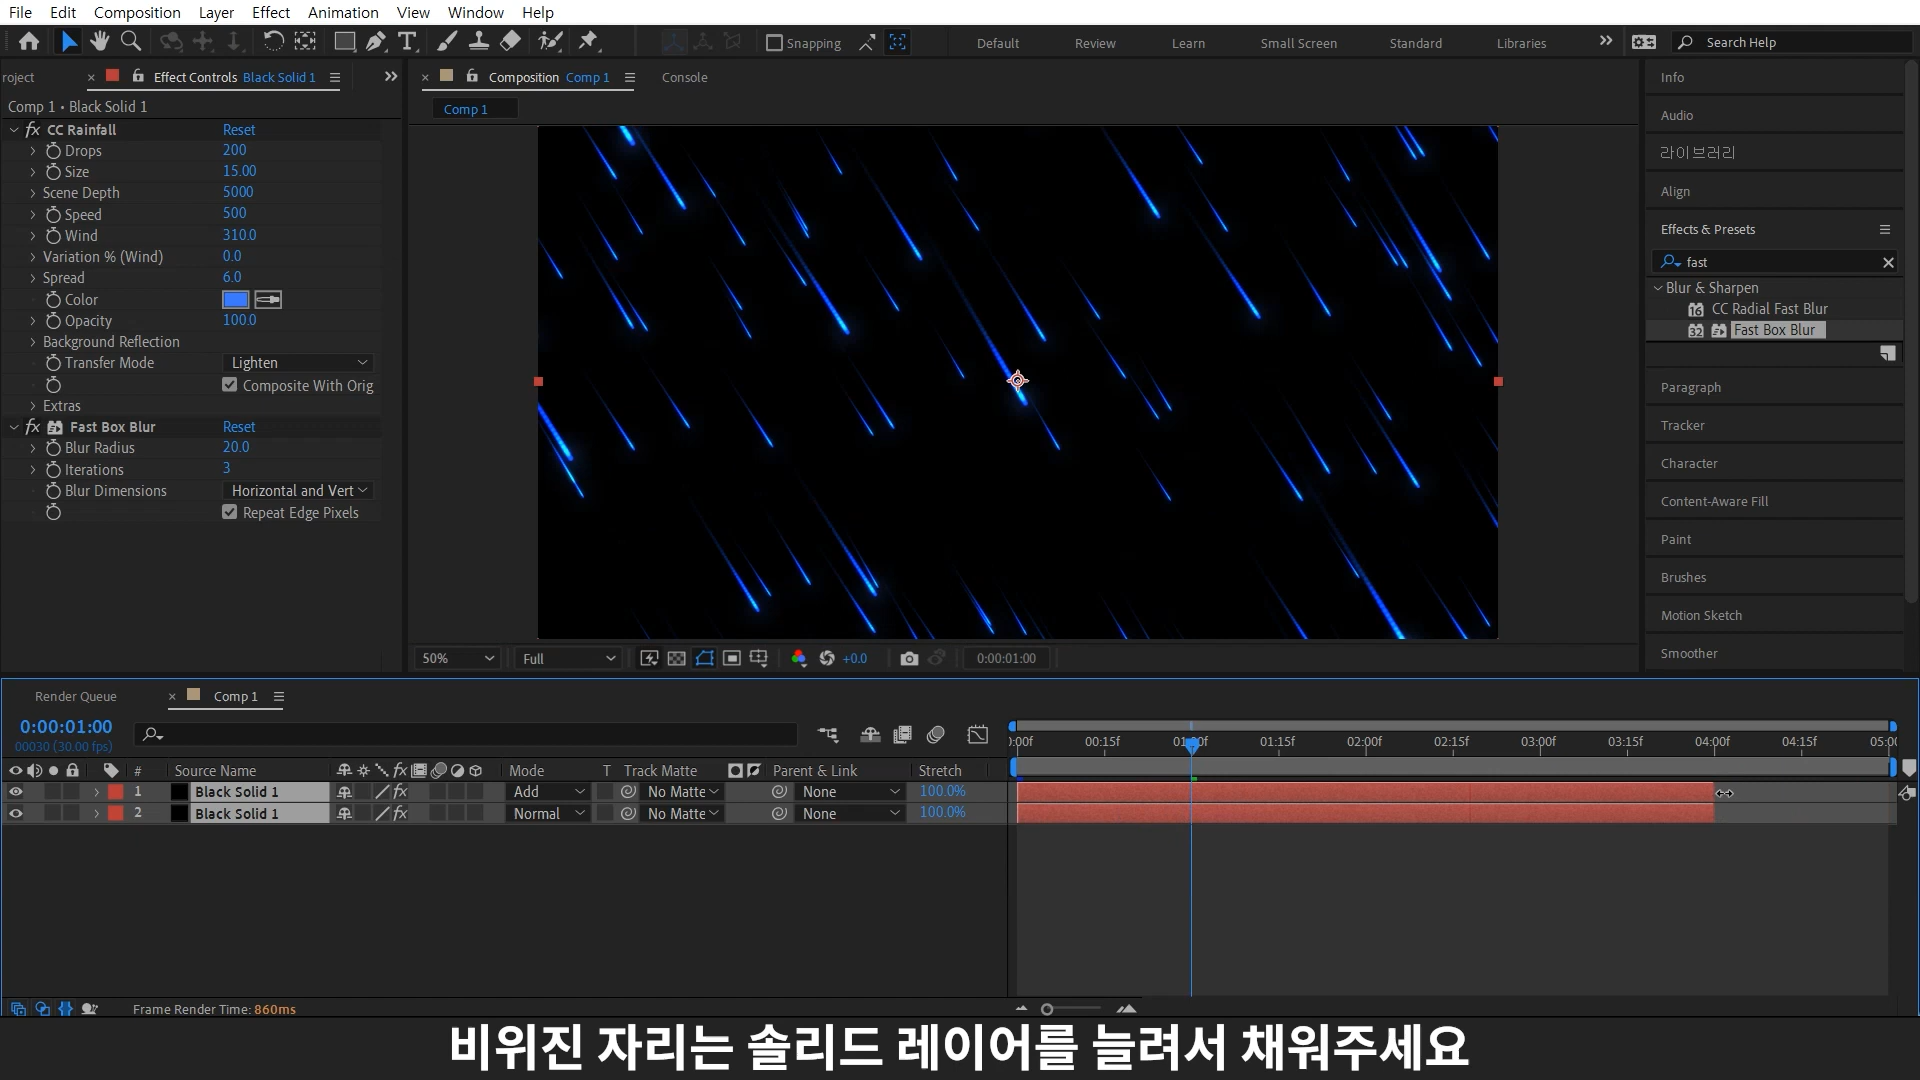 File Edit Composition Layer Effect Animation View Window Help
Snapping Default Review Learn Small Screen Standard Libraries Search Help
roject Effect Controls Black Solid 1
Comp 1 • Black Solid 1
fx CC Rainfall Reset
Drops 200
Size 15.00
Scene Depth 5000
Speed 500
Wind 310.0
Variation % (Wind) 0.0
Spread 6.0
Color
Opacity 100.0
Background Reflection
Transfer Mode Lighten
Composite With Orig
Extras
fx Fast Box Blur Reset
Blur Radius 20.0
Iterations 3
Blur Dimensions Horizontal and Vert
Repeat Edge Pixels
Composition Comp 1 Console
Comp 1
50% Full +0.0 0:00:01:00
Info
Audio
라이브러리
Align
Effects & Presets
fast
Blur & Sharpen
16 CC Radial Fast Blur
32 Fast Box Blur
Paragraph
Tracker
Character
Content-Aware Fill
Paint
Brushes
Motion Sketch
Smoother
Render Queue Comp 1
0:00:01:00
00030 (30.00 fps)
:00f 00:15f 01:00f 01:15f 02:00f 02:15f 03:00f 03:15f 04:00f 04:15f 05:00
# Source Name fx Mode T Track Matte Parent & Link Stretch
1 Black Solid 1 fx Add No Matte None 100.0%
2 Black Solid 1 fx Normal No Matte None 100.0%
Frame Render Time: 860ms
비워진 자리는 솔리드 레이어를 늘려서 채워주세요